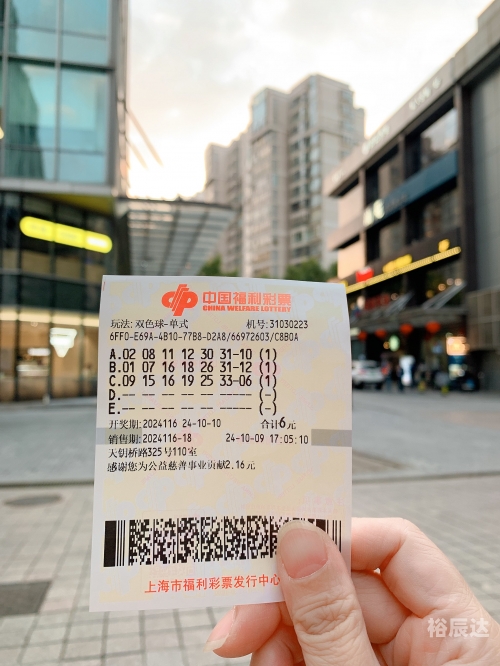 中国福利彩票
CHINA WELFARE LOTTERY
玩法:双色球-单式 机号:31030223
6FFD-E69A-4B10-77B8-D2A8/66972603/C8B0A
A.02 08 11 12 30 31-10 (1)
B.01 07 16 18 26 31-12 (1)
C.09 15 16 19 25 33-06 (1)
D.-- -- -- -- -- ----- (-)
E.-- -- -- -- -- ----- (-)
开奖期:2024116 24-10-10 合计6元
销售期:2024116-18 24-10-09 17:05:10
天钥桥路325号110室
感谢您为公益慈善事业贡献2.16元
上海市福利彩票发行中心
裕辰达